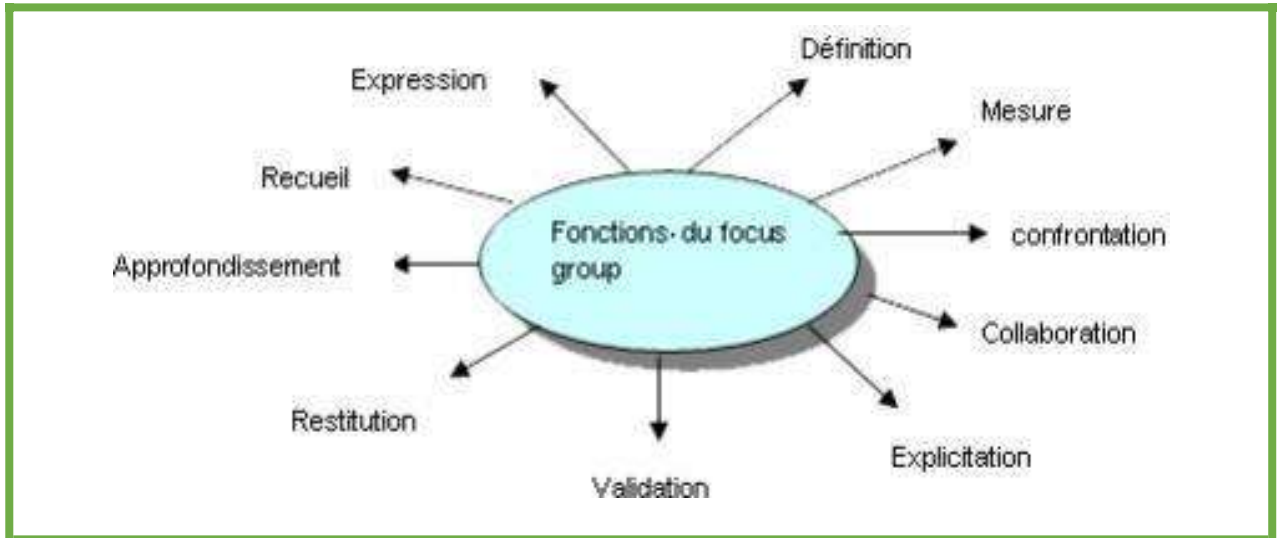 Définition
Expression
Mesure
Recueil
Fonctions· du focus
group
confrontation
Approfondissement
Collaboration
Restitution
Explicitation
Validation